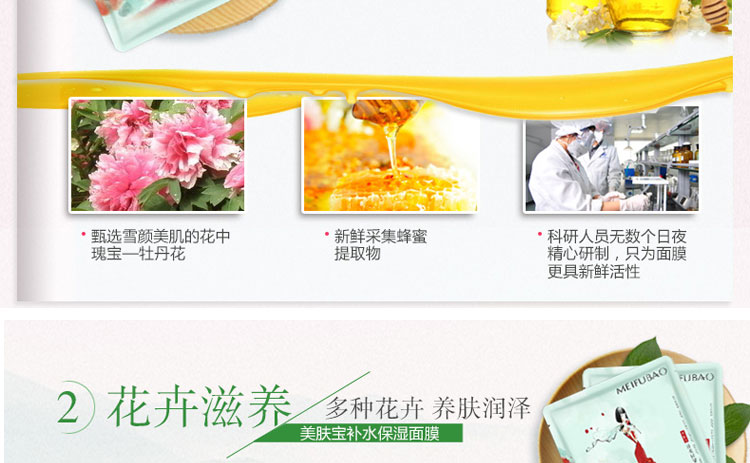 甄选雪颜美肌的花中
瑰宝—牡丹花
新鲜采集蜂蜜
提取物
科研人员无数个日夜
精心研制，只为面膜
更具新鲜活性
2 花卉滋养 多种花卉 养肤润泽
美肤宝补水保湿面膜
MEIFUBAO
MEIFUBAO